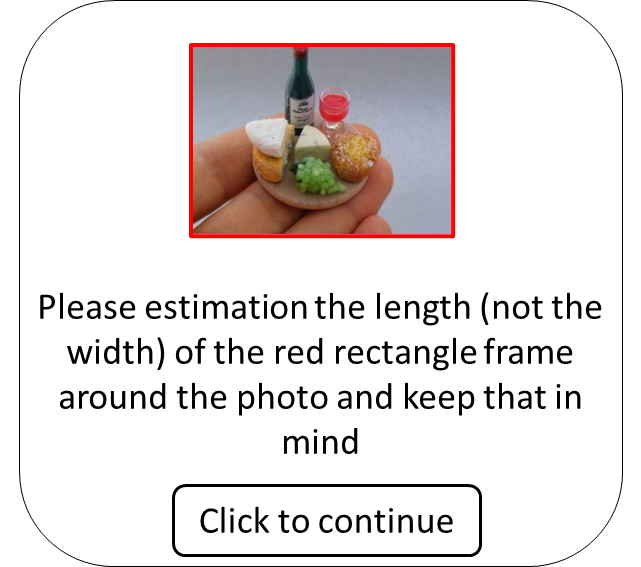 Please estimation the length (not the
width) of the red rectangle frame
around the photo and keep that in
mind
Click to continue